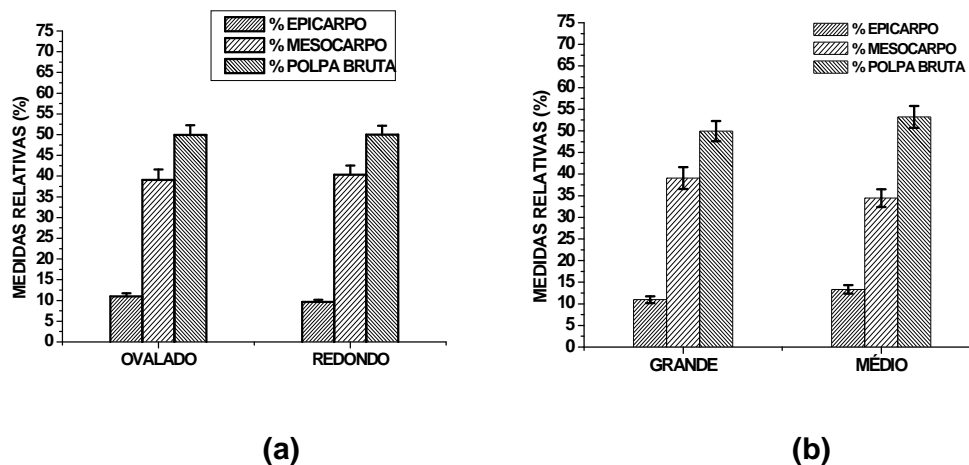 75
70
65
60
55
50
45
40
35
30
25
20
15
10
5
0
MEDIDAS RELATIVAS (%)
% EPICARPO
% MESOCARPO
% POLPA BRUTA
OVALADO
REDONDO
(a)
75
70
65
60
55
50
45
40
35
30
25
20
15
10
5
0
MEDIDAS RELATIVAS (%)
% EPICARPO
% MESOCARPO
% POLPA BRUTA
GRANDE
MÉDIO
(b)